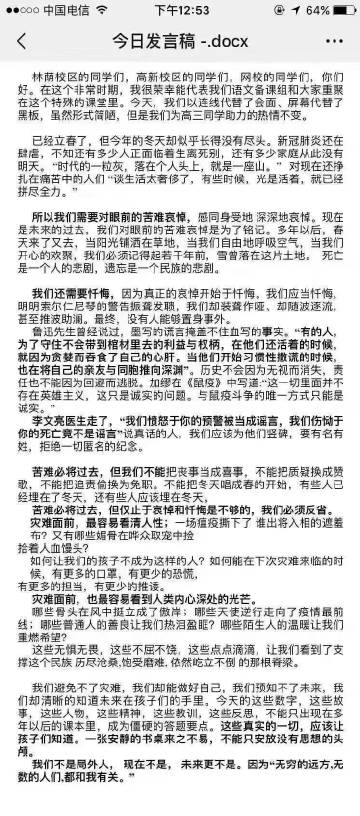 中国电信 下午12:53 64%
今日发言稿 -.docx
林荫校区的同学们，高新校区的同学们，网校的同学们，你们
好。在这个非常时期，我很荣幸能代表我们语文备课组和大家重聚
在这个特殊的课堂里。今天，我们以连线代替了会面、屏幕代替了
黑板，虽然形式简陋，但是我们为高三同学助力的热情不变。
已经立春了，但今年的冬天却似乎长得没有尽头。新冠肺炎还在
肆虐，不知还有多少人正面临着生离死别，还有多少家庭从此没有
明天。“时代的一粒灰，落在个人头上，就是一座山。” 对现在还挣
扎在痛苦中的人们 “谈生活太奢侈了，有些时候，光是活着，就已经
拼尽全力。”
所以我们需要对眼前的苦难哀悼，感同身受地 深深地哀悼。现在
是未来的过去，我们对眼前的苦难哀悼是为了铭记。多年以后，春
天来了又去，当阳光铺洒在草地，当我们自由地呼吸空气，当我们
开心的欢聚，我们必须记得起若干年前，雪曾落在这片土地。 死亡
是一个人的悲剧，遗忘是一个民族的悲剧。
我们还需要忏悔，因为真正的哀悼开始于忏悔，我们应当忏悔，
明明索尔仁尼琴的警告振聋发聩，我们却装聋作哑，却随波逐流，
甚至推波助澜。最终，没有人能够置身事外。
鲁迅先生曾经说过，墨写的谎言掩盖不住血写的事实。“有的人，
为了守住不会带到棺材里去的利益与权柄，在他们还活着的时候，
就因为贪婪而吞食了自己的心肝。当他们开始习惯性撒谎的时候，
也在将自己的亲友与同胞推向深渊”。历史不会因为无视而消失，责
任也不能因为回避而逃脱。加缪在《鼠疫》中写道:“这一切里面并不
存在英雄主义，这只是诚实的问题。与鼠疫斗争的唯一方式只能是
诚实。”
李文亮医生走了，“我们愤怒于你的预警被当成谣言，我们伤恸于
你的死亡竟不是谣言”说真话的人，我们应该为他们竖碑，要有名有
姓，拒绝一切匿名的纪念。
苦难必将过去，但我们不能把丧事当成喜事，不能把质疑换成赞
歌，不能把追责偷换为免职。不能把冬天唱成春的开始，有些人已
经埋在了冬天，还有些人应该埋在冬天，
苦难必将过去，但仅止于哀悼和忏悔是不够的，我们必须反省。
灾难面前，最容易看清人性；一场瘟疫撕下了 谁出将入相的遮羞
布？又有哪些媚骨在哗众取宠中捡
拾着人血馒头？
如何让我们的孩子不成为这样的人？如何能在下次灾难来临的时
候，有更多的口罩，有更少的恐慌，
有更多的担当，有更少的推诿。
灾难面前，也最容易看到人类内心深处的光芒。
哪些骨头在风中挺立成了傲岸；哪些天使逆行走向了疫情最前
线；哪些普通人的善良让我们热泪盈眶？哪些陌生人的温暖让我们
重燃希望？
这些无惧无畏，这些不屈不饶，这些点点滴滴，让我们看到了支
撑这个民族 历尽沧桑,饱受磨难,依然屹立不倒 的那根脊梁。
我们避免不了灾难，我们却能做好自己，我们预知不了未来，我
们却清晰的知道未来在孩子们的手里。今天的这些数字，这些故
事，这些人物，这些精神，这些教训，这些反思，不能只出现在多
年以后的课本里，成为僵硬的答题要点。这些真实的一切，应该让
孩子们知道。一张安静的书桌来之不易，不能只安放没有思想的头
颅。
我们不是局外人， 现在不是， 未来更不是。因为“无穷的远方,无
数的人们,都和我有关。”